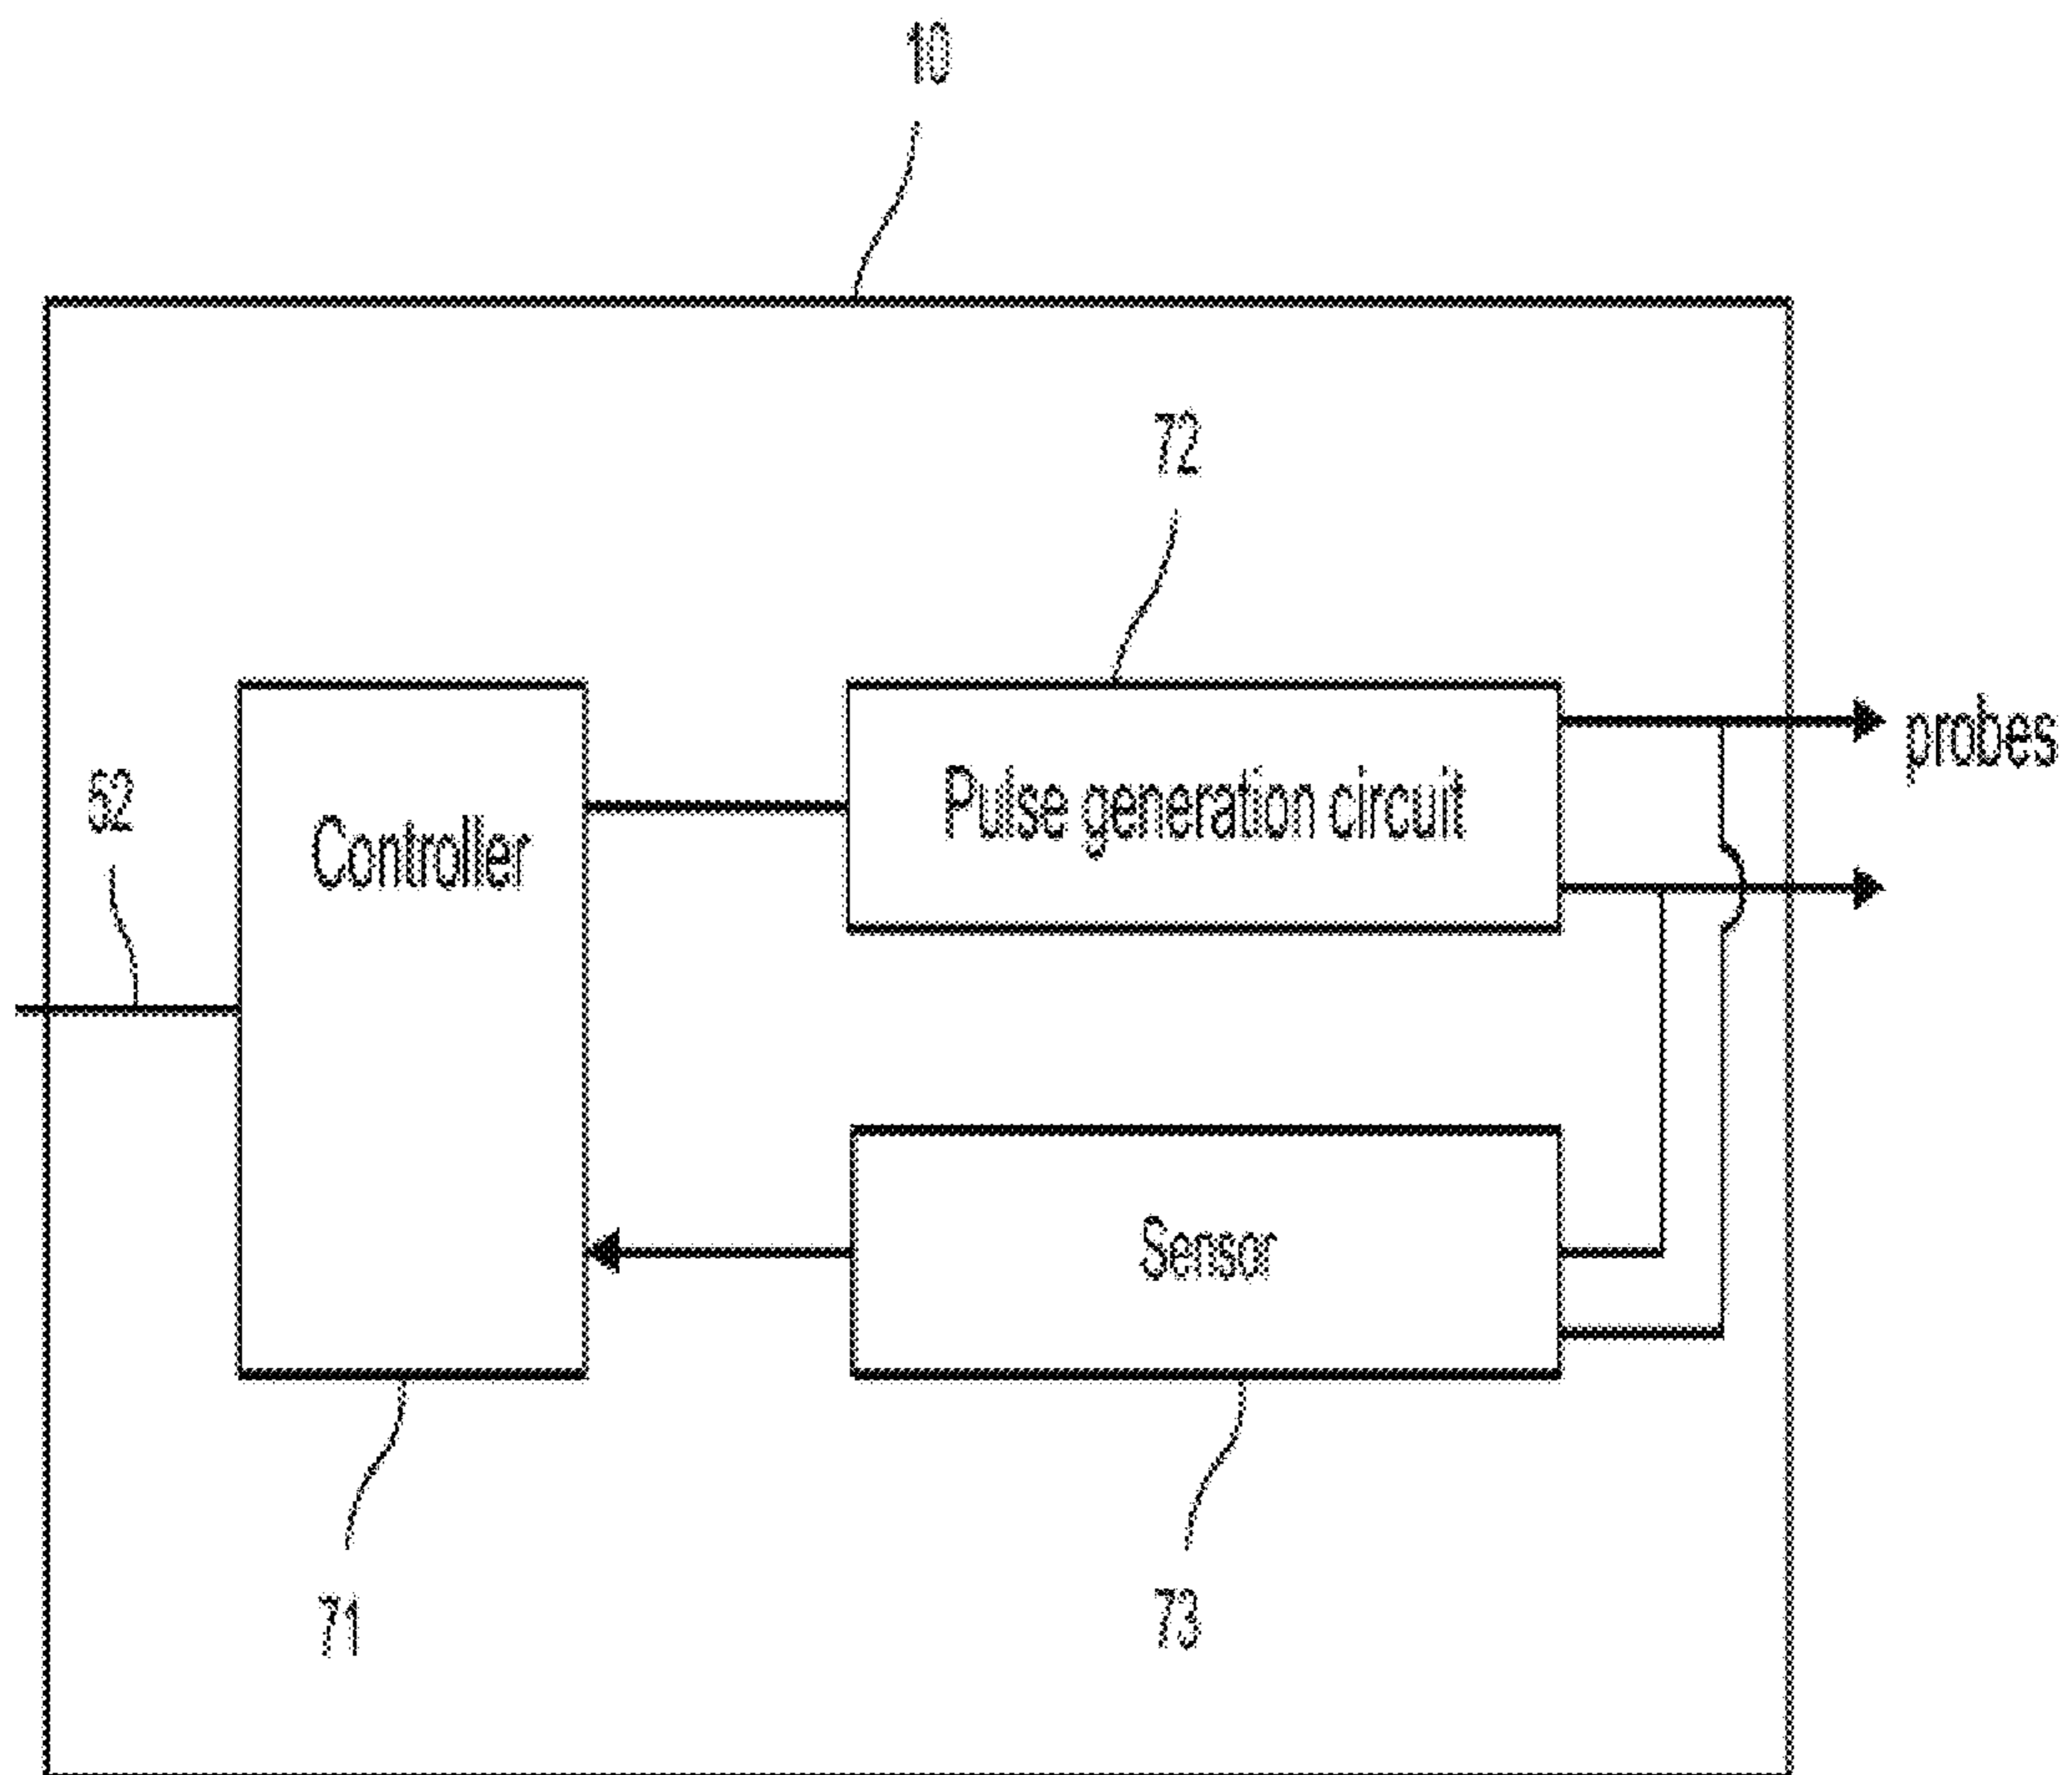 10
72
probes
52
Controller
Pulse generation circuit
Sensor
71
73